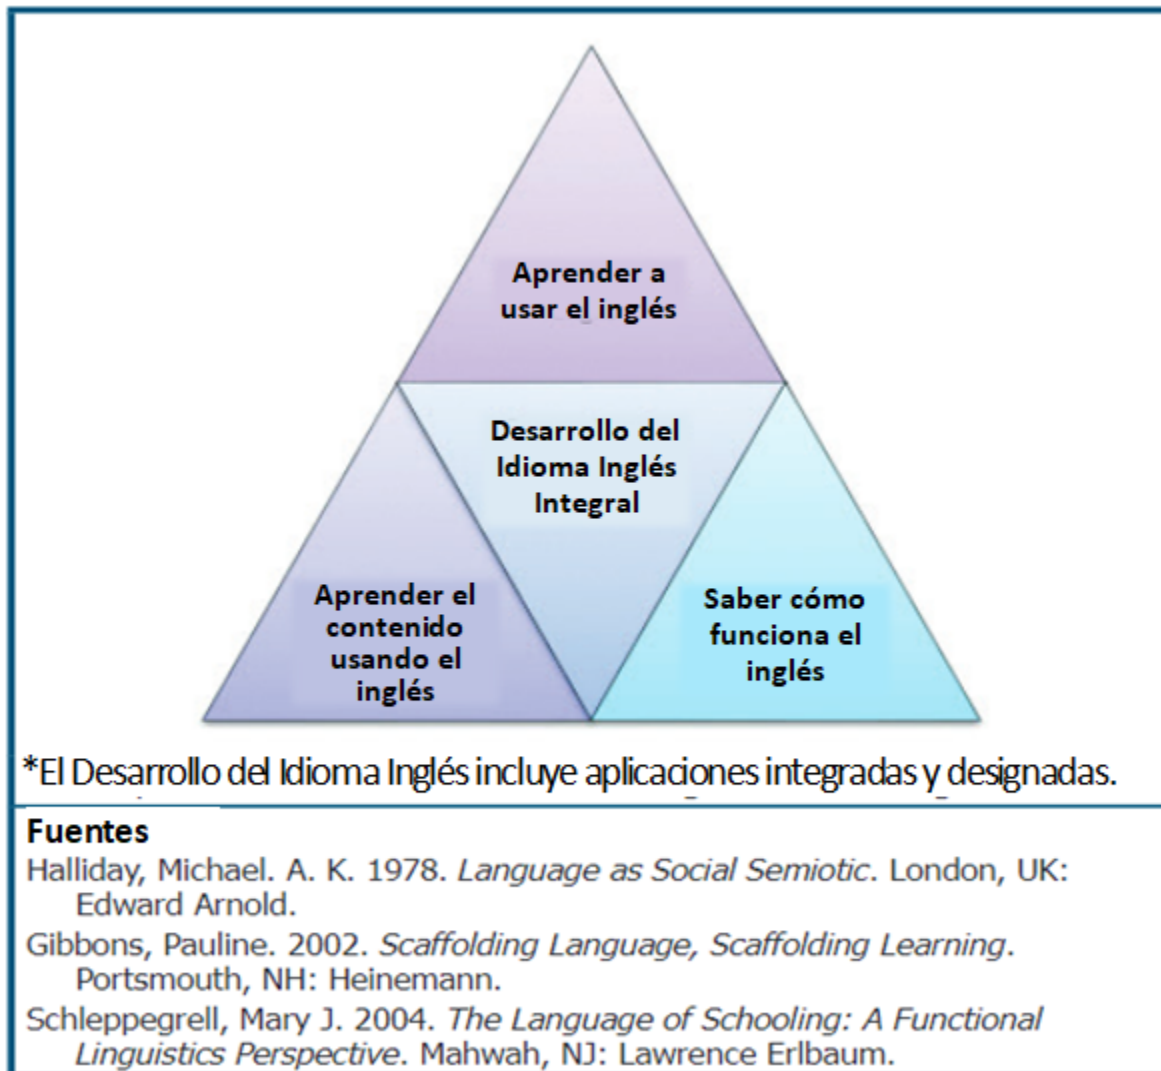 Aprender a
usar el inglés
Desarrollo del
Idioma Inglés
Integral
Aprender el
contenido
usando el
inglés
Saber cómo
funciona el
inglés
*El Desarrollo del Idioma Inglés incluye aplicaciones integradas y designadas.
Fuentes
Halliday, Michael. A. K. 1978. Language as Social Semiotic. London, UK:
Edward Arnold.
Gibbons, Pauline. 2002. Scaffolding Language, Scaffolding Learning.
Portsmouth, NH: Heinemann.
Schleppegrell, Mary J. 2004. The Language of Schooling: A Functional
Linguistics Perspective. Mahwah, NJ: Lawrence Erlbaum.